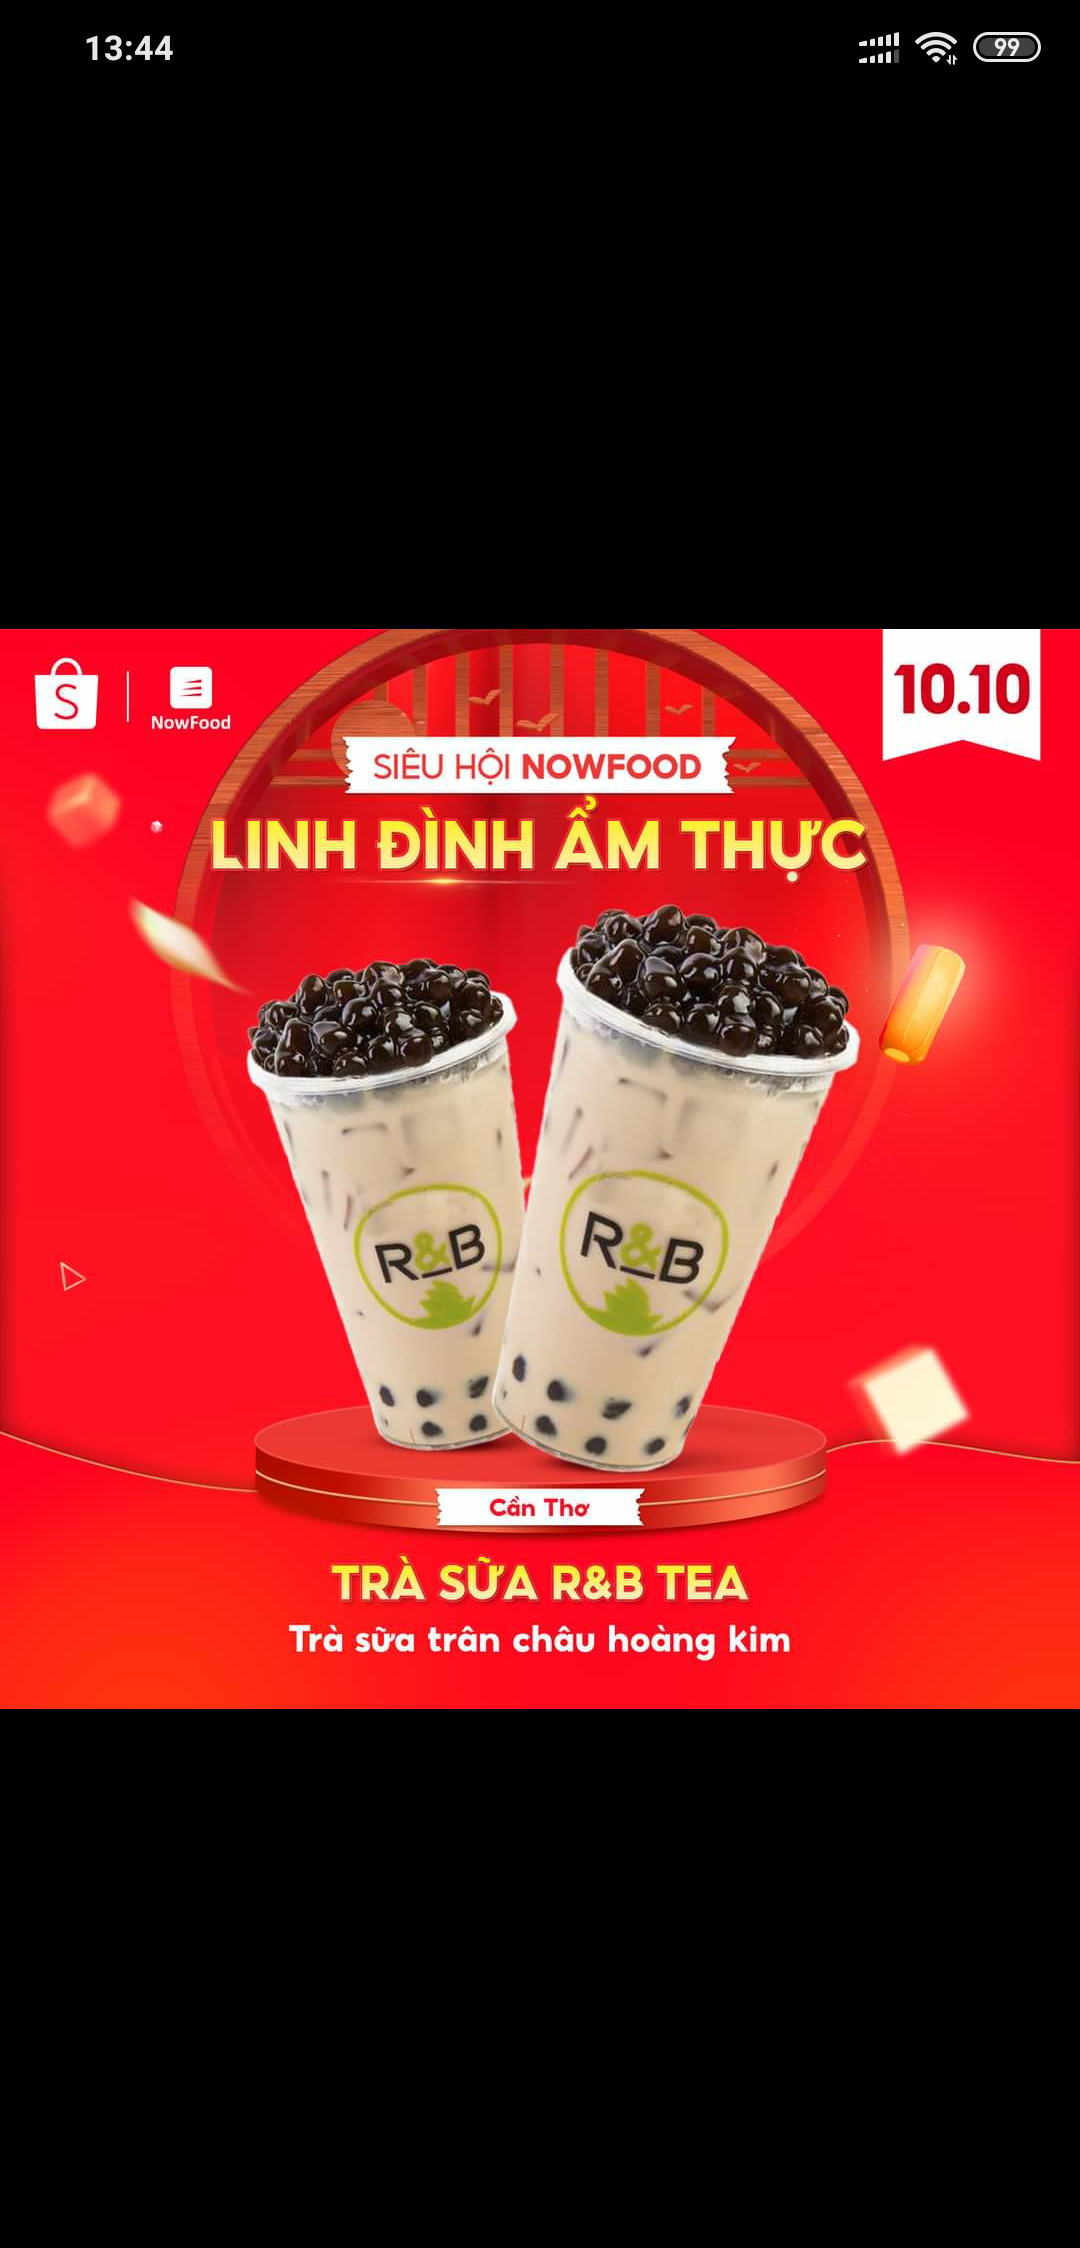 13:44
99
S
NowFood
10.10
SIÊU HỘI NOWFOOD
LINH ĐÌNH ẨM THỰC
R&B
R&B
Cần Thơ
TRÀ SỮA R&B TEA
Trà sữa trân châu hoàng kim